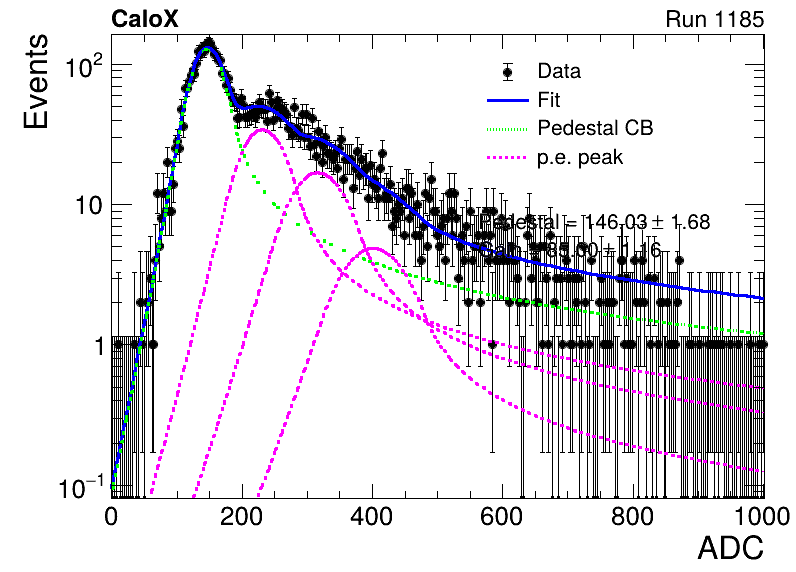 CaloX Run 1185
Events
10²
10
1
10⁻¹
Data
Fit
Pedestal CB
p.e. peak
Pedestal = 146.03 ± 1.68
0 200 400 600 800 1000
ADC